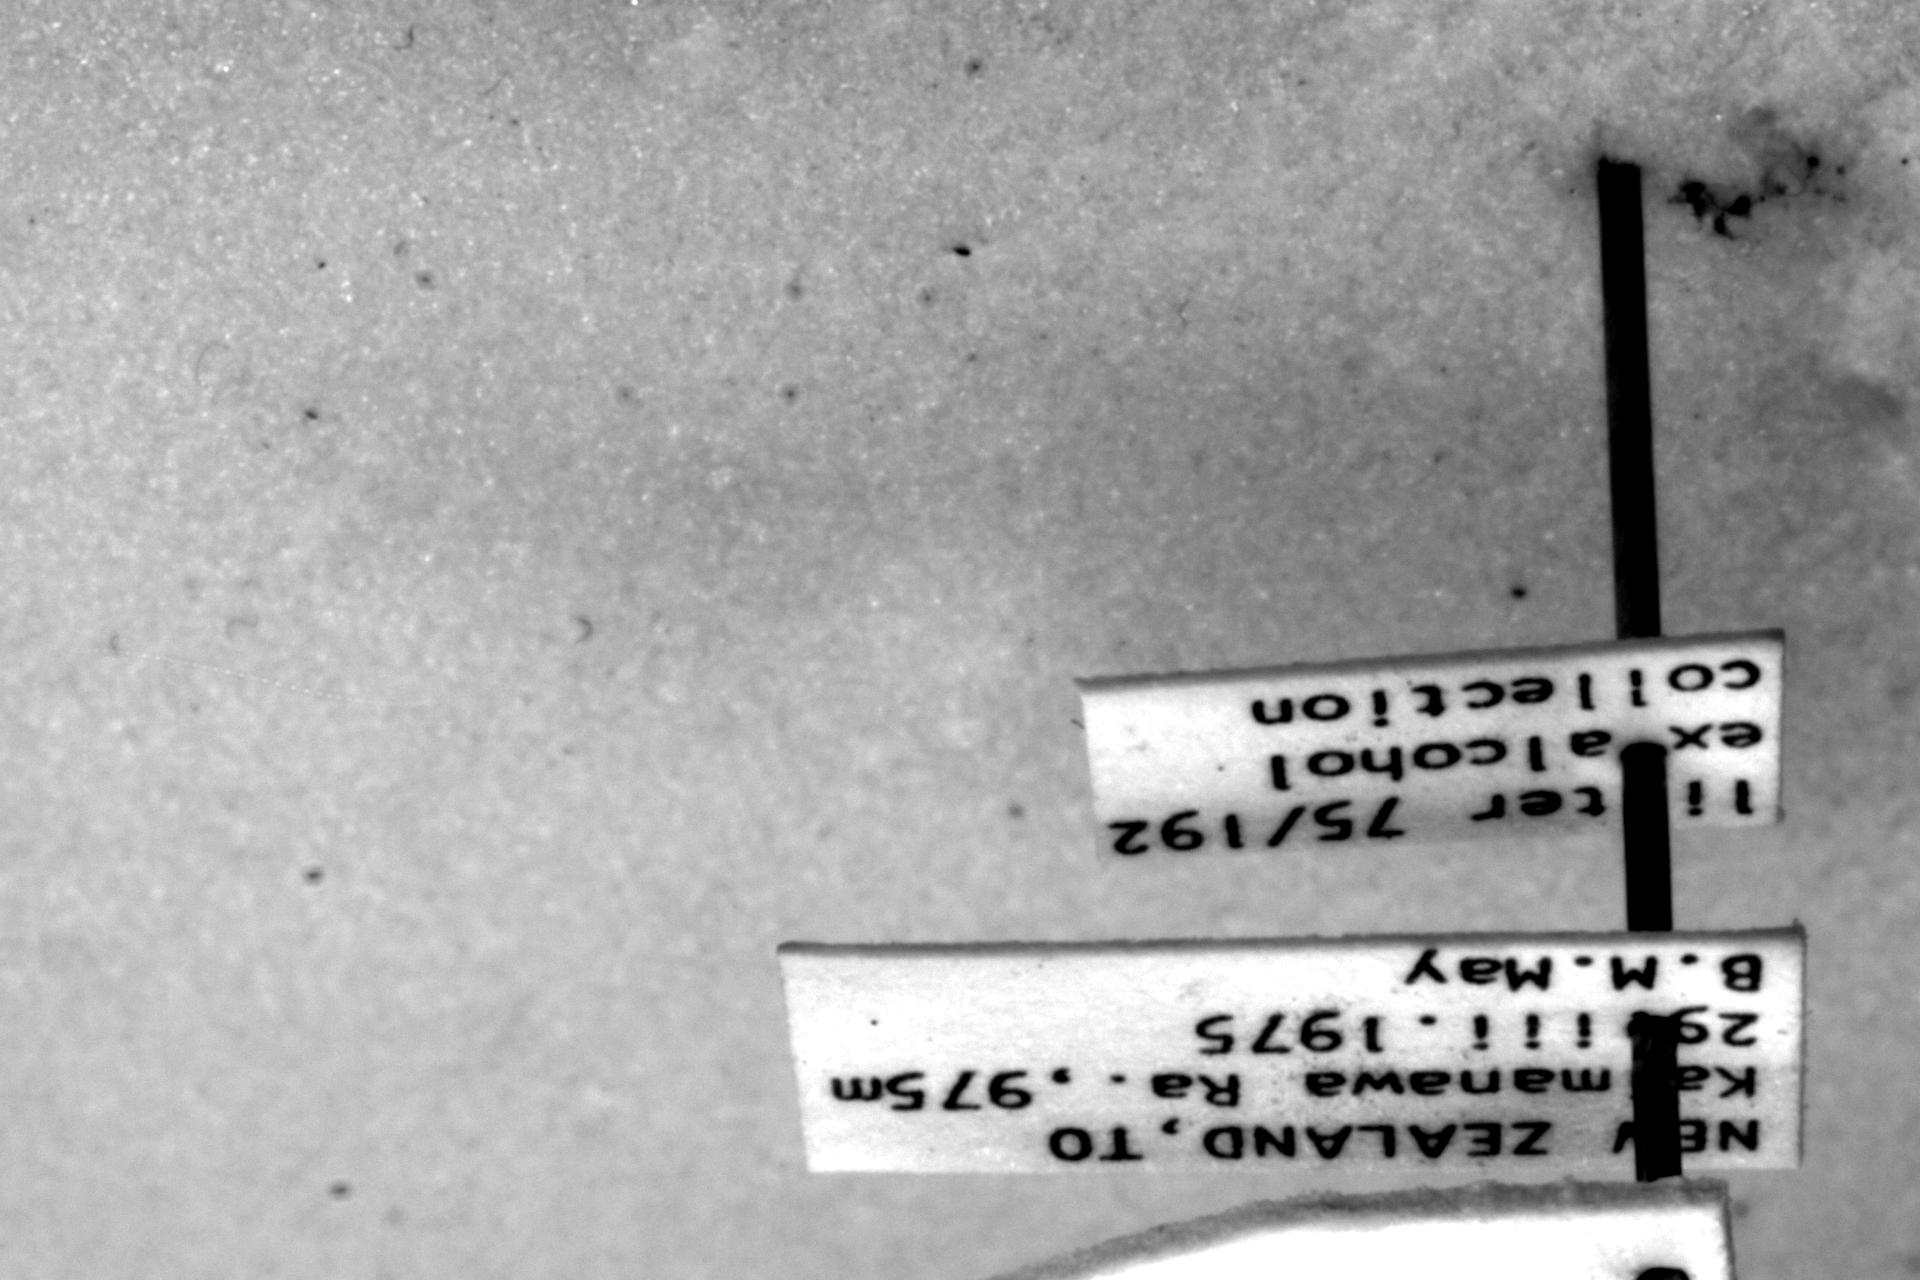 NEW ZEALAND,TO
Kaimanawa Ra.,975m
29.iii.1975
B.M.May
litter 75/192
ex alcohol
collection